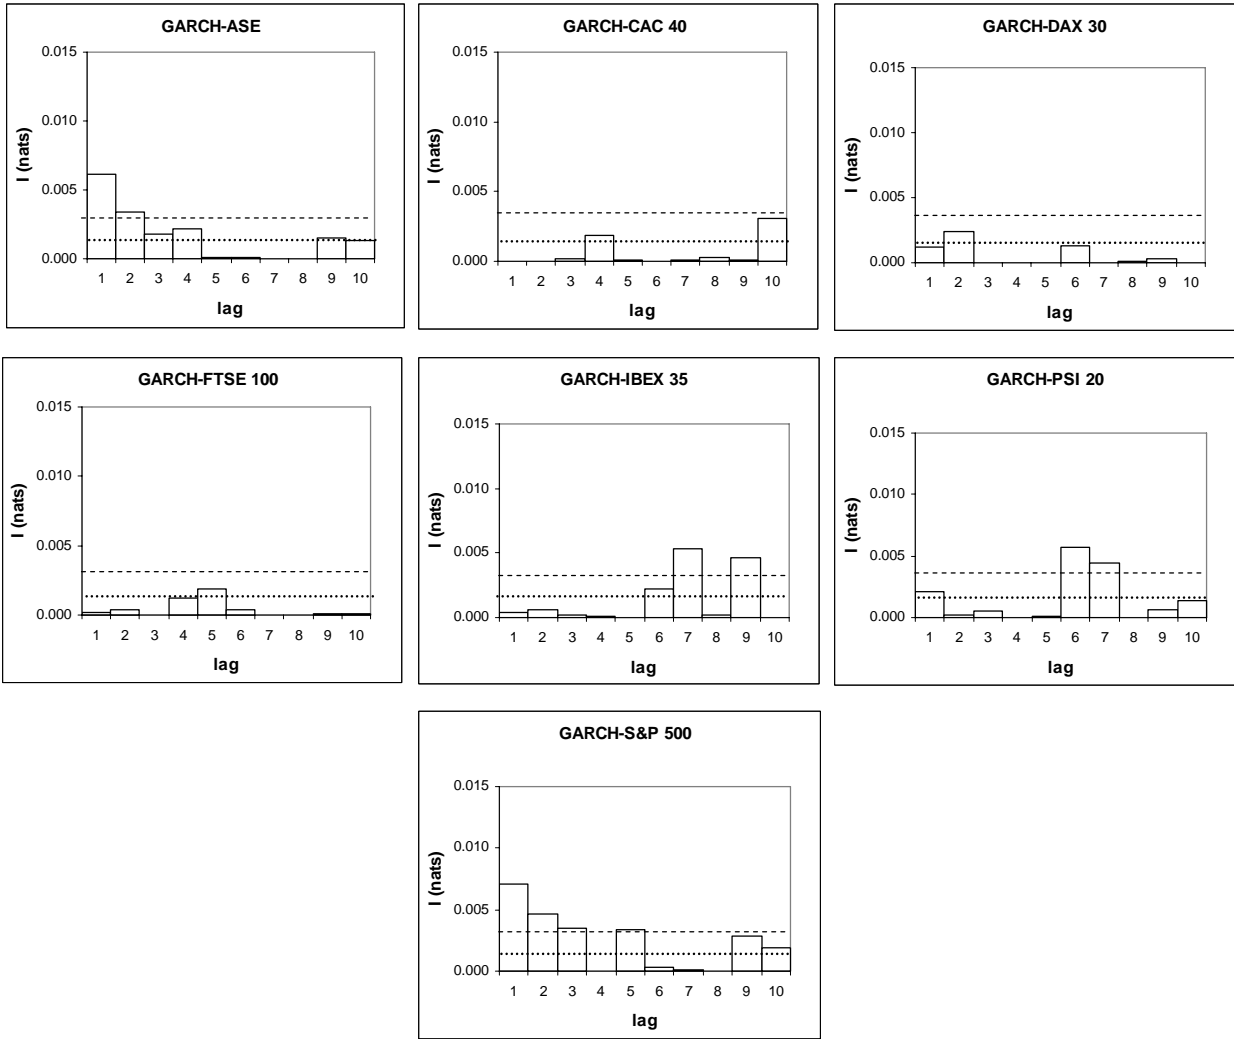 GARCH-ASE
0.015
0.010
0.005
0.000
I (nats)
1 2 3 4 5 6 7 8 9 10
lag
GARCH-CAC 40
0.015
0.010
0.005
0.000
I (nats)
1 2 3 4 5 6 7 8 9 10
lag
GARCH-DAX 30
0.015
0.010
0.005
0.000
I (nats)
1 2 3 4 5 6 7 8 9 10
lag
GARCH-FTSE 100
0.015
0.010
0.005
0.000
I (nats)
1 2 3 4 5 6 7 8 9 10
lag
GARCH-IBEX 35
0.015
0.010
0.005
0.000
I (nats)
1 2 3 4 5 6 7 8 9 10
lag
GARCH-PSI 20
0.015
0.010
0.005
0.000
I (nats)
1 2 3 4 5 6 7 8 9 10
lag
GARCH-S&P 500
0.015
0.010
0.005
0.000
I (nats)
1 2 3 4 5 6 7 8 9 10
lag